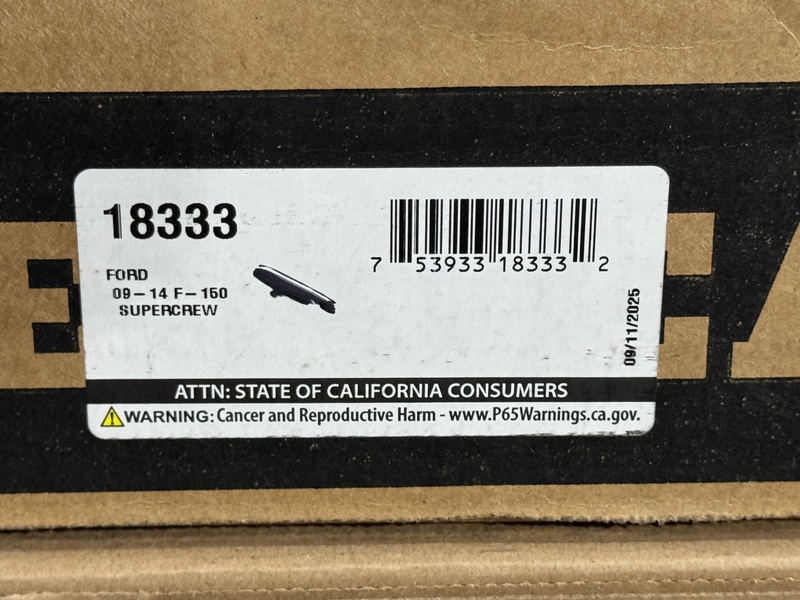 18333
FORD
09-14 F-150
SUPERCREW
7 53933 18333 2
09/11/2025
ATTN: STATE OF CALIFORNIA CONSUMERS
WARNING: Cancer and Reproductive Harm - www.P65Warnings.ca.gov.